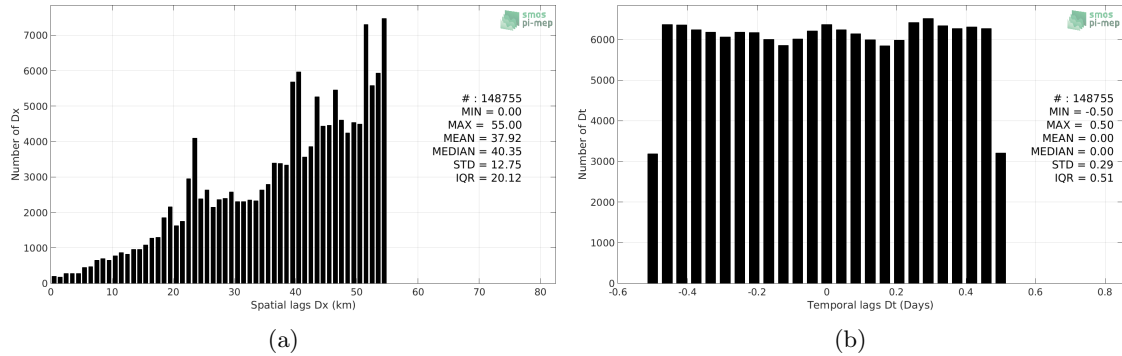 smos
pi-mep
7000
6000
5000
4000
3000
2000
1000
0
Number of Dx
# : 148755
MIN = 0.00
MAX = 55.00
MEAN = 37.92
MEDIAN = 40.35
STD = 12.75
IQR = 20.12
0 10 20 30 40 50 60 70 80
Spatial lags Dx (km)
(a)
smos
pi-mep
6000
5000
4000
3000
2000
1000
0
Number of Dt
# : 148755
MIN = -0.50
MAX = 0.50
MEAN = 0.00
MEDIAN = 0.00
STD = 0.29
IQR = 0.51
-0.6 -0.4 -0.2 0 0.2 0.4 0.6 0.8
Temporal lags Dt (Days)
(b)